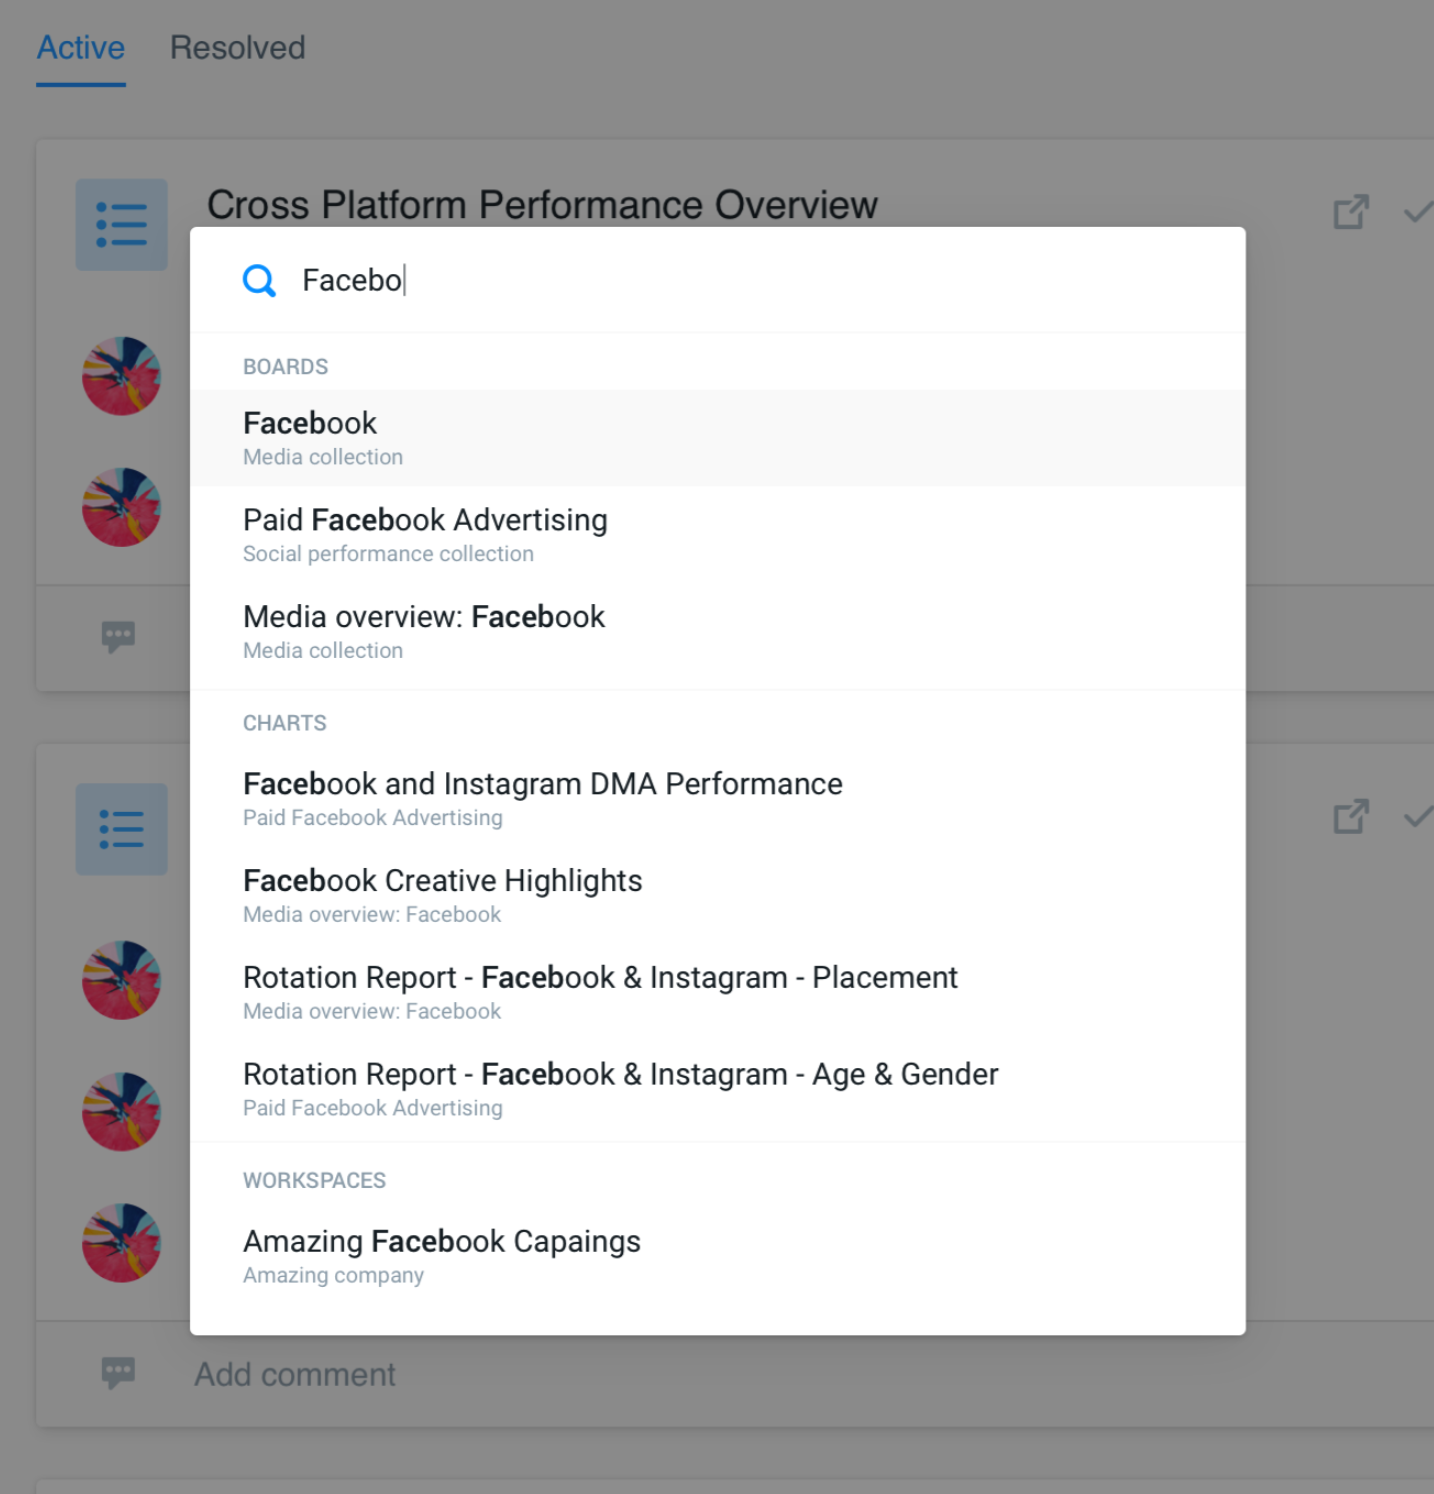 Active Resolved
Cross Platform Performance Overview
Facebo
BOARDS
Facebook
Media collection
Paid Facebook Advertising
Social performance collection
Media overview: Facebook
Media collection
CHARTS
Facebook and Instagram DMA Performance
Paid Facebook Advertising
Facebook Creative Highlights
Media overview: Facebook
Rotation Report - Facebook & Instagram - Placement
Media overview: Facebook
Rotation Report - Facebook & Instagram - Age & Gender
Paid Facebook Advertising
WORKSPACES
Amazing Facebook Capaings
Amazing company
Add comment